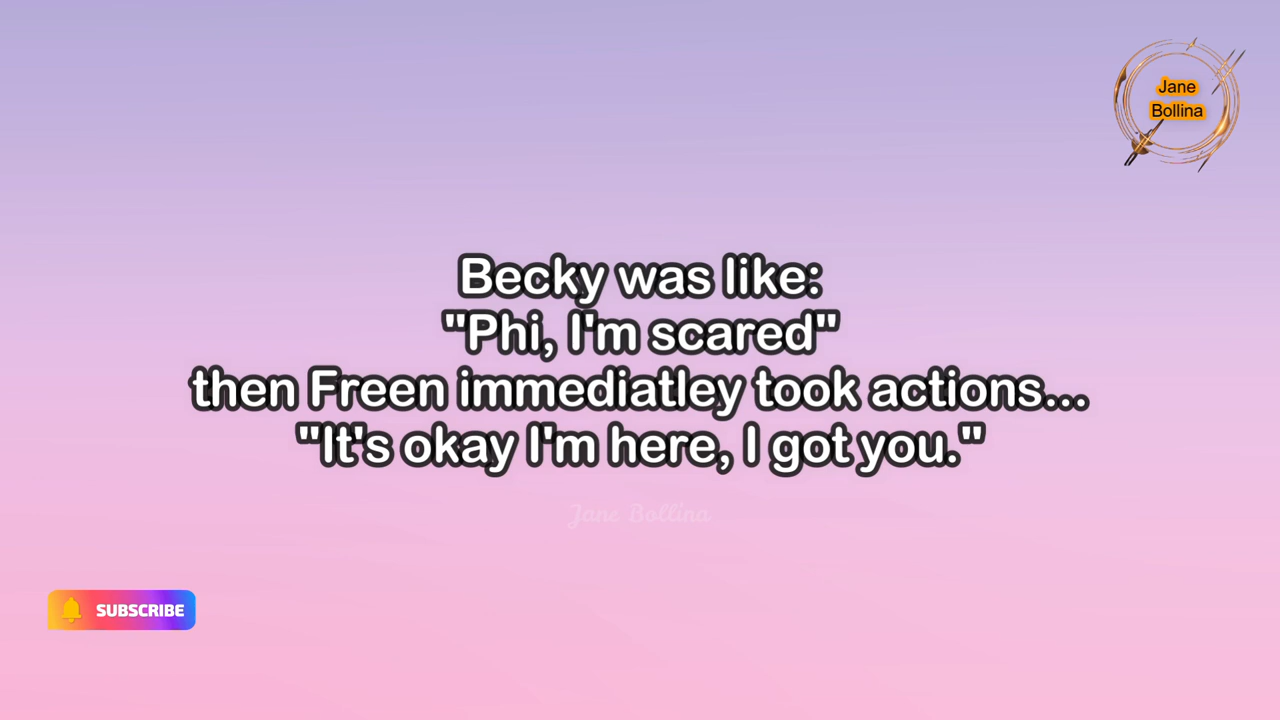 Jane
Bollina
Becky was like:
"Phi, I'm scared"
then Freen immediatley took actions...
"It's okay I'm here, I got you."
Jane Bollina
SUBSCRIBE